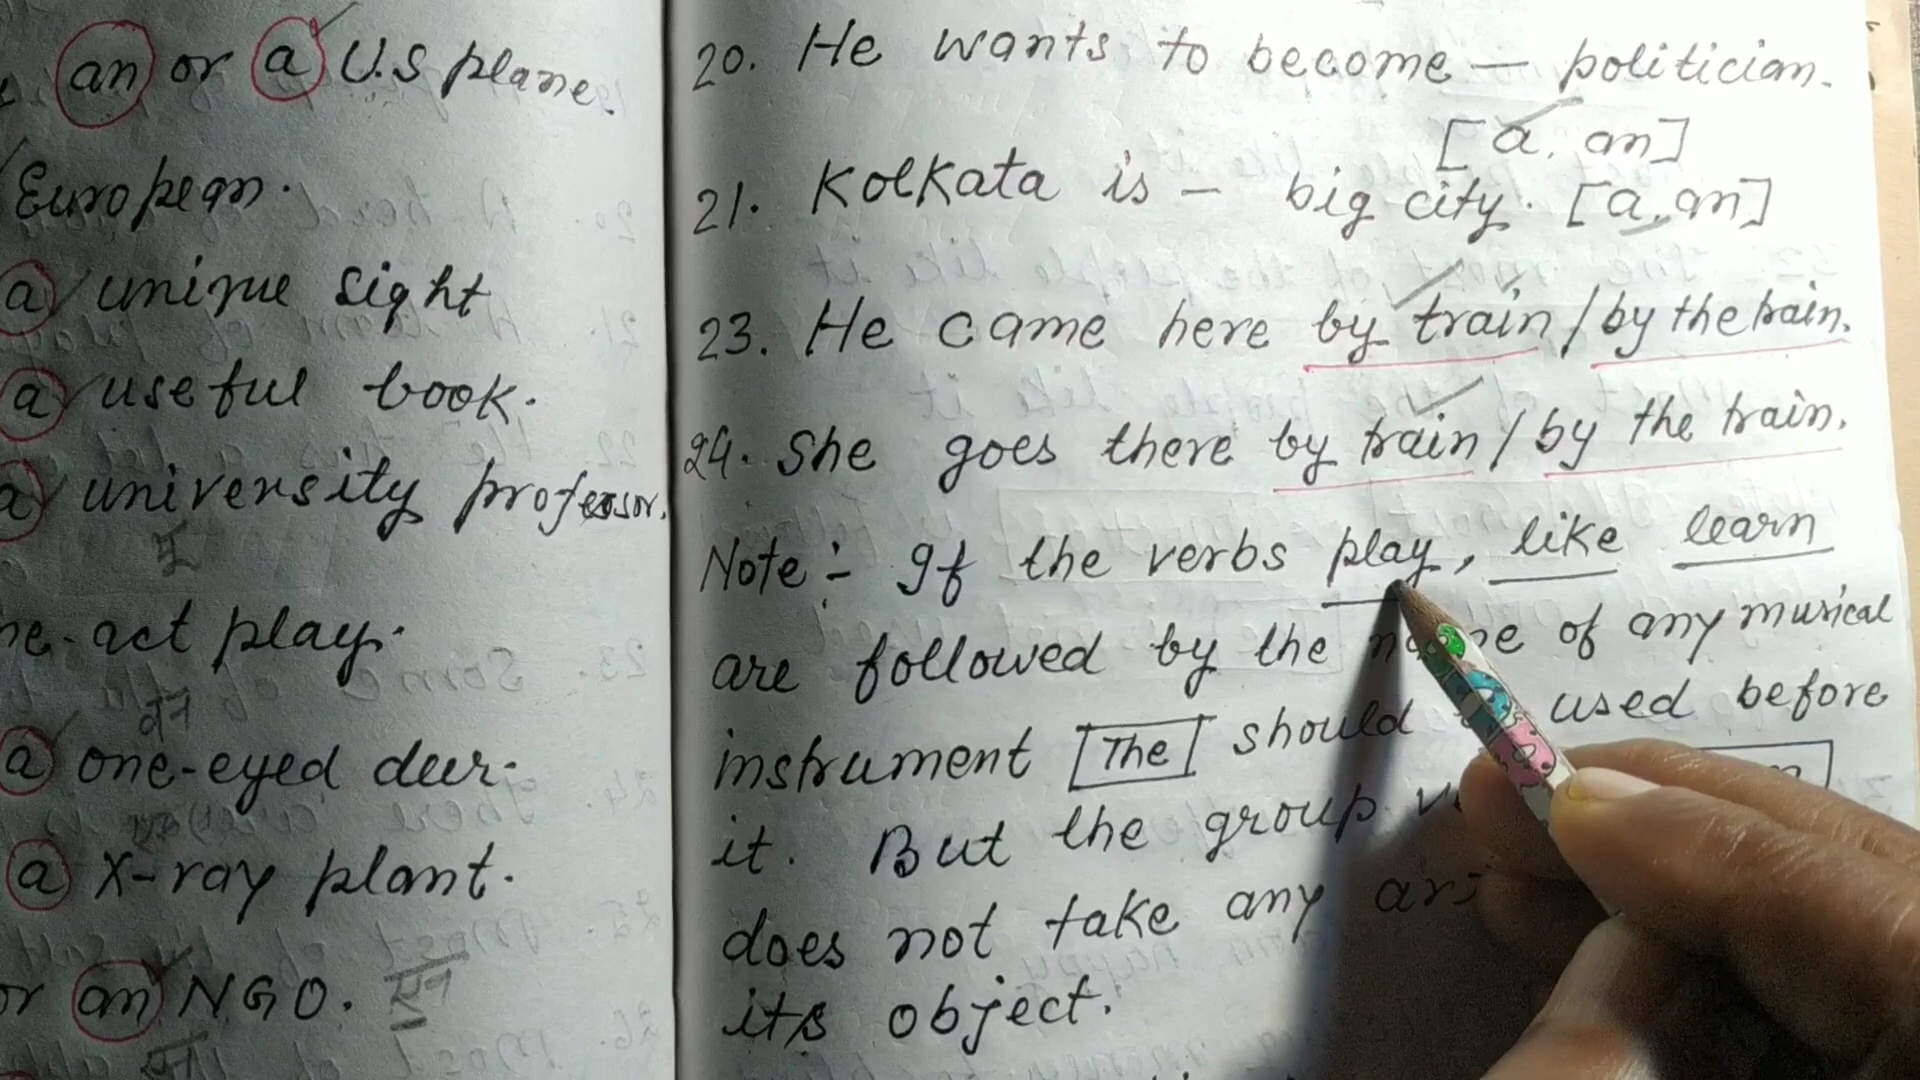 an or a U.S plane.
European.
a unique sight
a useful book.
a university professor.
act play.
वन
a one-eyed deer.
a X-ray plant.
or an NGO. एन
20. He wants to become — politician.
[a, an]
21. Kolkata is — big city. [a, an]
23. He came here by train / by the train.
24. She goes there by train / by the train.
Note :- If the verbs play, like learn
are followed by the of any musical
instrument [The] should used before
it. But the group
does not take any
its object.